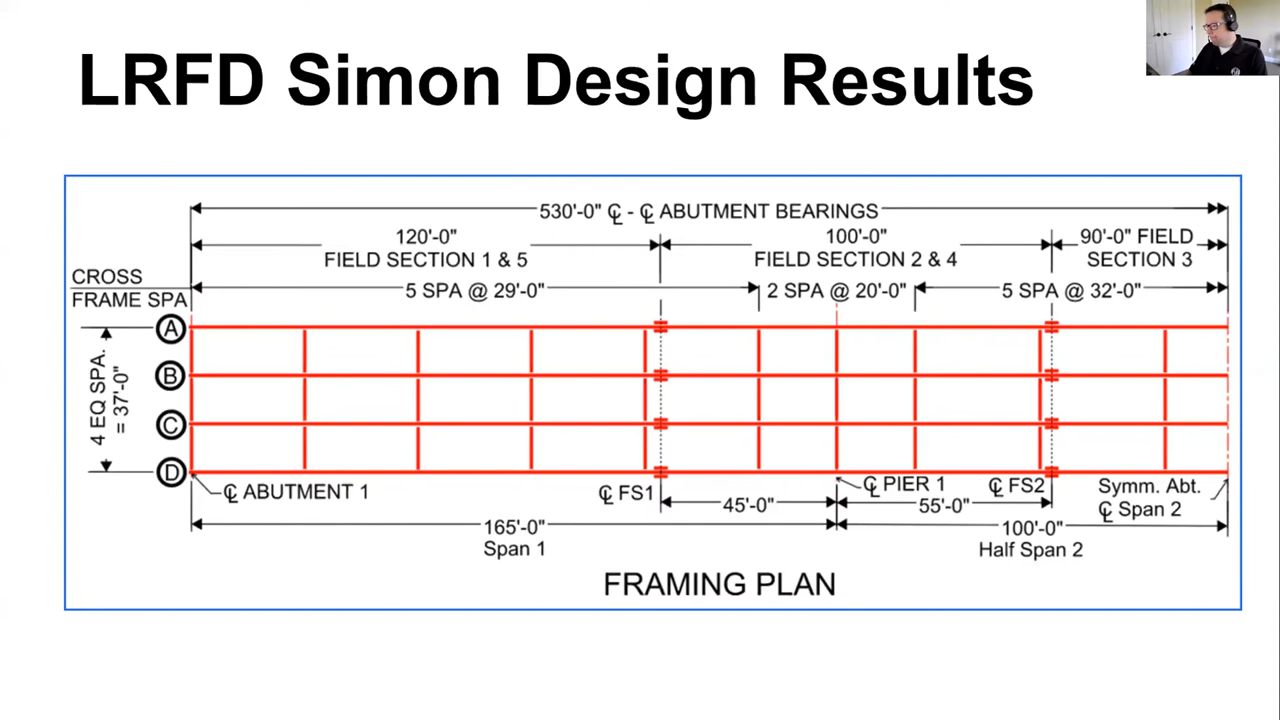 LRFD Simon Design Results
530'-0" ℄ - ℄ ABUTMENT BEARINGS
120'-0"
FIELD SECTION 1 & 5
100'-0"
FIELD SECTION 2 & 4
90'-0" FIELD
SECTION 3
CROSS
FRAME SPA
5 SPA @ 29'-0"
2 SPA @ 20'-0"
5 SPA @ 32'-0"
A
B
C
D
4 EQ SPA.
= 37'-0"
℄ ABUTMENT 1
℄ FS1
℄ PIER 1
℄ FS2
Symm. Abt.
℄ Span 2
45'-0"
55'-0"
165'-0"
Span 1
100'-0"
Half Span 2
FRAMING PLAN